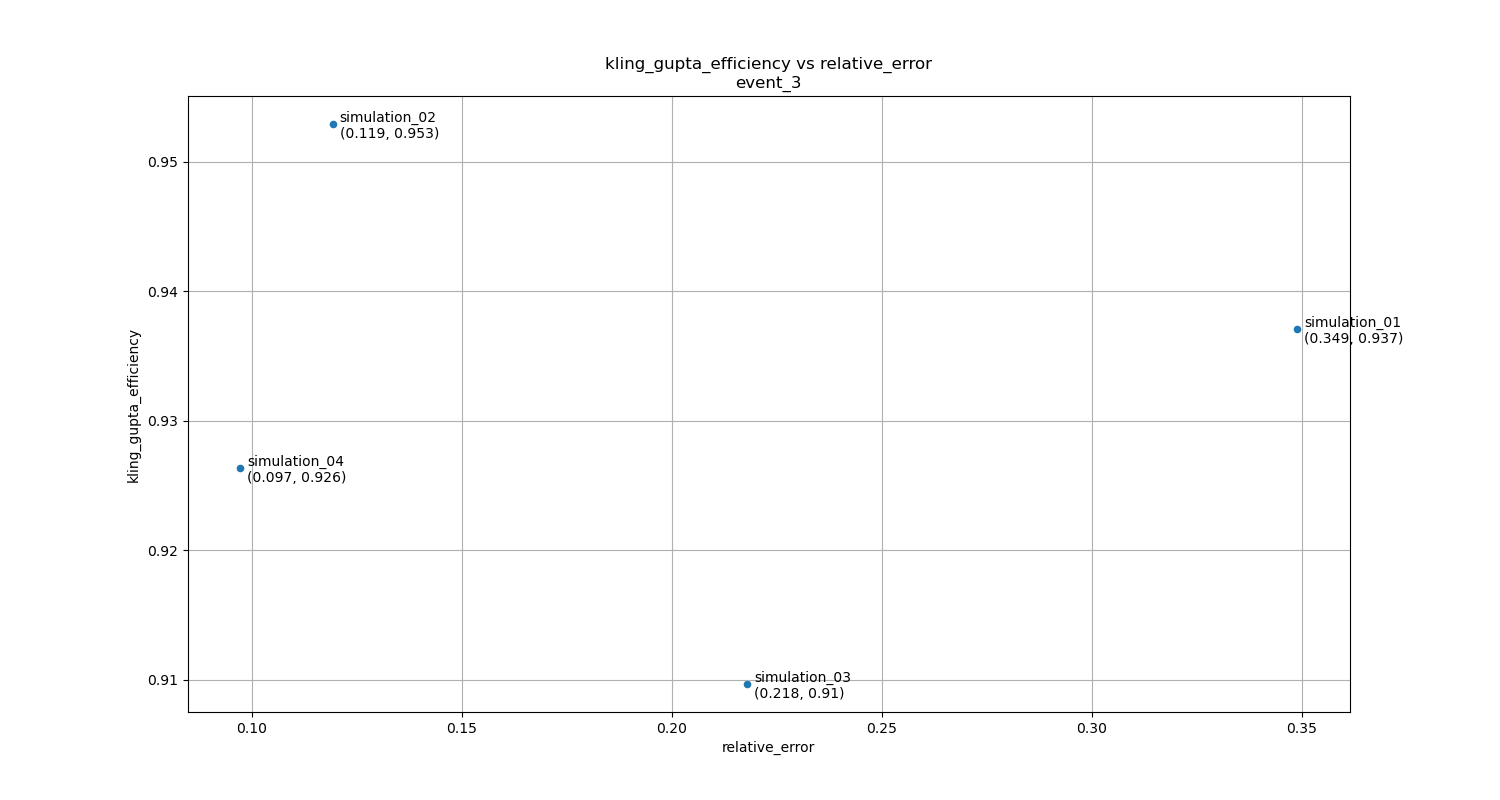 kling_gupta_efficiency vs relative_error
event_3
simulation_02
(0.119, 0.953)
0.95
0.94
simulation_01
(0.349, 0.937)
kling_gupta_efficiency
0.93
simulation_04
(0.097, 0.926)
0.92
0.91
simulation_03
(0.218, 0.91)
0.10
0.15
0.20
0.25
0.30
0.35
relative_error